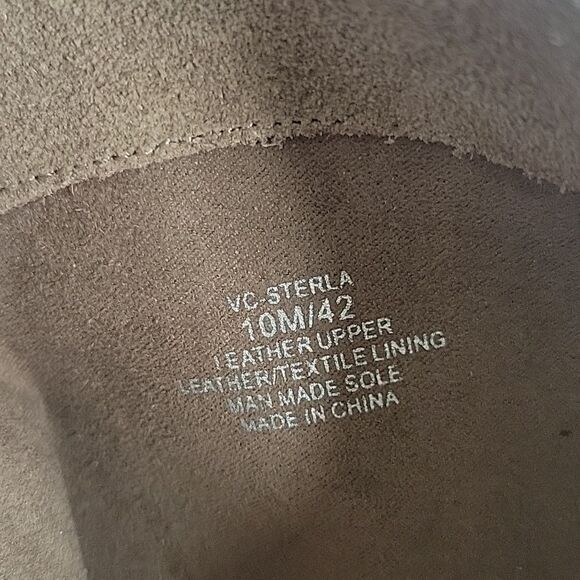 VC-STERLA
10M/42
LEATHER UPPER
LEATHER/TEXTILE LINING
MAN MADE SOLE
MADE IN CHINA